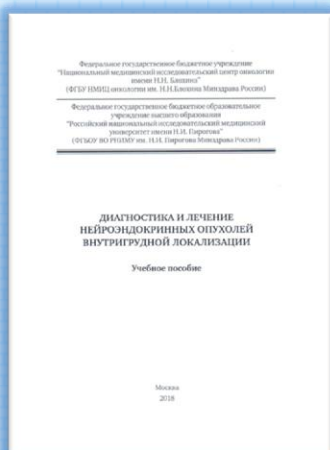 Федеральное государственное бюджетное учреждение
"Национальный медицинский исследовательский центр онкологии
имени Н.Н. Блохина"
(ФГБУ НМИЦ онкологии им. Н.Н.Блохина Минздрава России)
Федеральное государственное бюджетное образовательное
учреждение высшего образования
"Российский национальный исследовательский медицинский
университет имени Н.И. Пирогова"
(ФГБОУ ВО РНИМУ им. Н.И. Пирогова Минздрава России)
ДИАГНОСТИКА И ЛЕЧЕНИЕ
НЕЙРОЭНДОКРИННЫХ ОПУХОЛЕЙ
ВНУТРИГРУДНОЙ ЛОКАЛИЗАЦИИ
Учебное пособие
Москва
2018